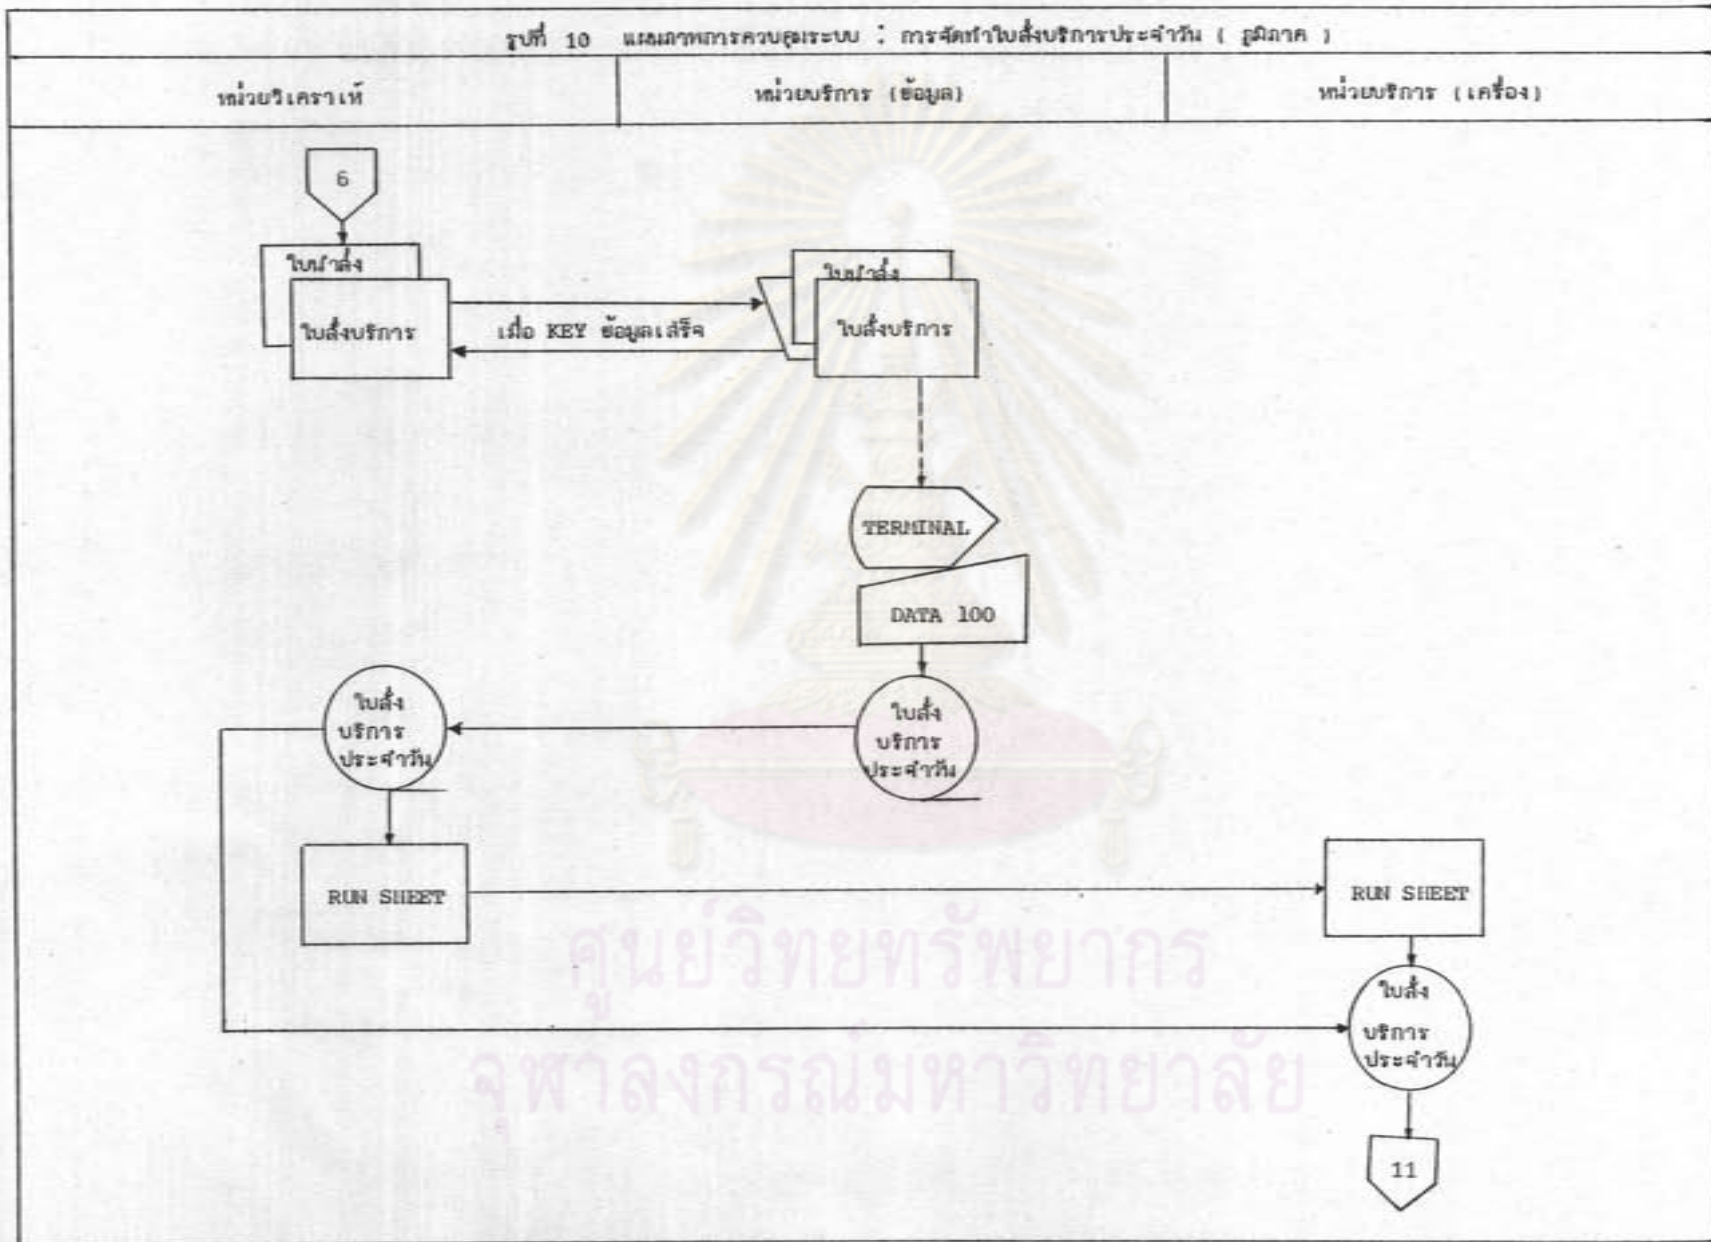 รูปที่ 10 แผนภาพการควบคุมระบบ : การจัดทำใบสั่งบริการประจำวัน ( ภูมิภาค )
หน่วยวิเคราะห์
หน่วยบริการ (ข้อมูล)
หน่วยบริการ (เครื่อง)
6
ใบนำส่ง
ใบสั่งบริการ
เมื่อ KEY ข้อมูลเสร็จ
ใบนำส่ง
ใบสั่งบริการ
TERMINAL
DATA 100
ใบสั่ง
บริการ
ประจำวัน
ใบสั่ง
บริการ
ประจำวัน
RUN SHEET
RUN SHEET
ใบสั่ง
บริการ
ประจำวัน
11
ศูนย์วิทยทรัพยากร
จุฬาลงกรณ์มหาวิทยาลัย